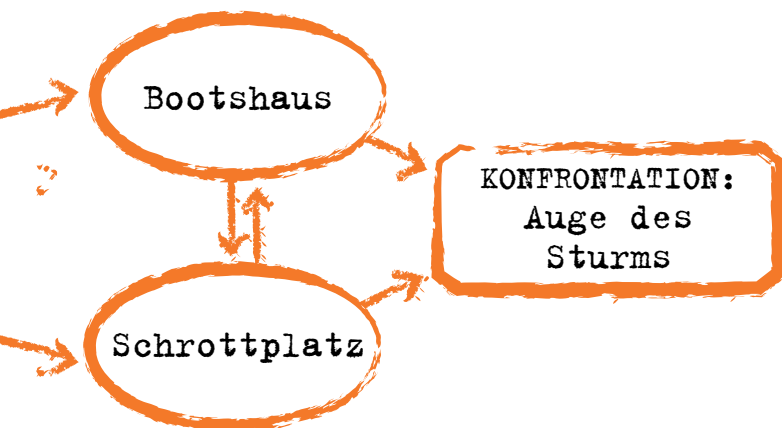 Bootshaus
KONFRONTATION:
Auge des
Sturms
Schrottplatz